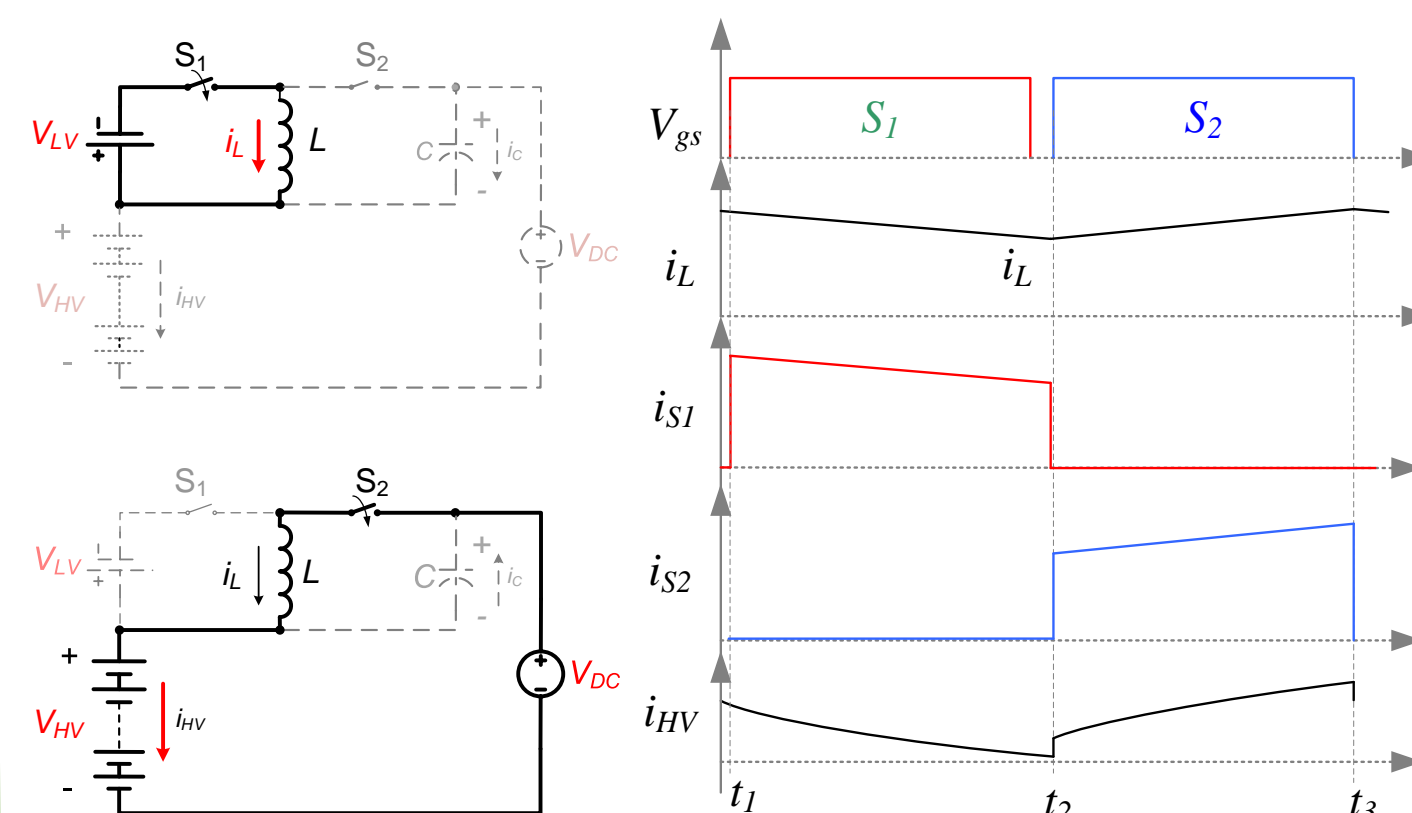 S1
S2
VLV
-
+
iL
L
C
+
iC
-
+
VHV
iHV
-
+
-
VDC
S1
S2
VLV
-
+
iL
L
C
+
iC
-
+
VHV
iHV
-
+
-
VDC
Vgs
S1
S2
iL
iL
iS1
iS2
iHV
t1
t2
t3